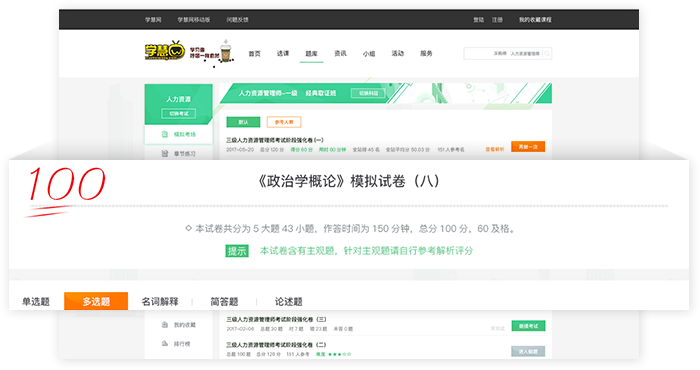 学慧网 学慧网移动版 问题反馈 登陆 注册 我的收藏课程
学慧 学习像 好喝一样自然 首页 选课 题库 资讯 小组 活动 服务 采购师 人力资源管理师
人力资源 人力资源管理师-一级 经典取证班 切换科目
切换考试
默认 参考人数
模拟考场
三级人力资源管理师考试阶段强化卷 (一)
章节练习 2017-05-20 总分 120 分 得分 60 分 用时 90 分钟 全站排 45 名 全站平均分 50.03 分 151 人参考名 查看解析 再做一次
100
《政治学概论》模拟试卷（八）
◇ 本试卷共分为 5 大题 43 小题，作答时间为 150 分钟，总分 100 分，60 及格。
提示 本试卷含有主观题，针对主观题请自行参考解析评分
单选题 多选题 名词解释 简答题 论述题
我的收藏 三级人力资源管理师考试阶段强化卷 (三)
2017-02-06 总题 30 题 对 7 题 错 23 题 未答 0 题 未完成 继续考试
排行榜 三级人力资源管理师考试阶段强化卷 (二)
总题 100 题 总分 120 分 151 人参考 难度 ★★★☆☆ 进入做题